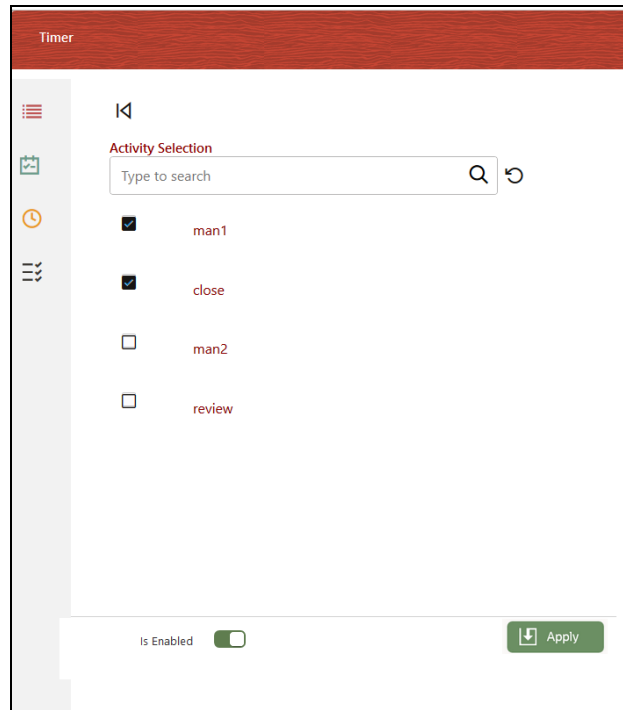 Timer
Activity Selection
Type to search
man1
close
man2
review
Is Enabled
Apply